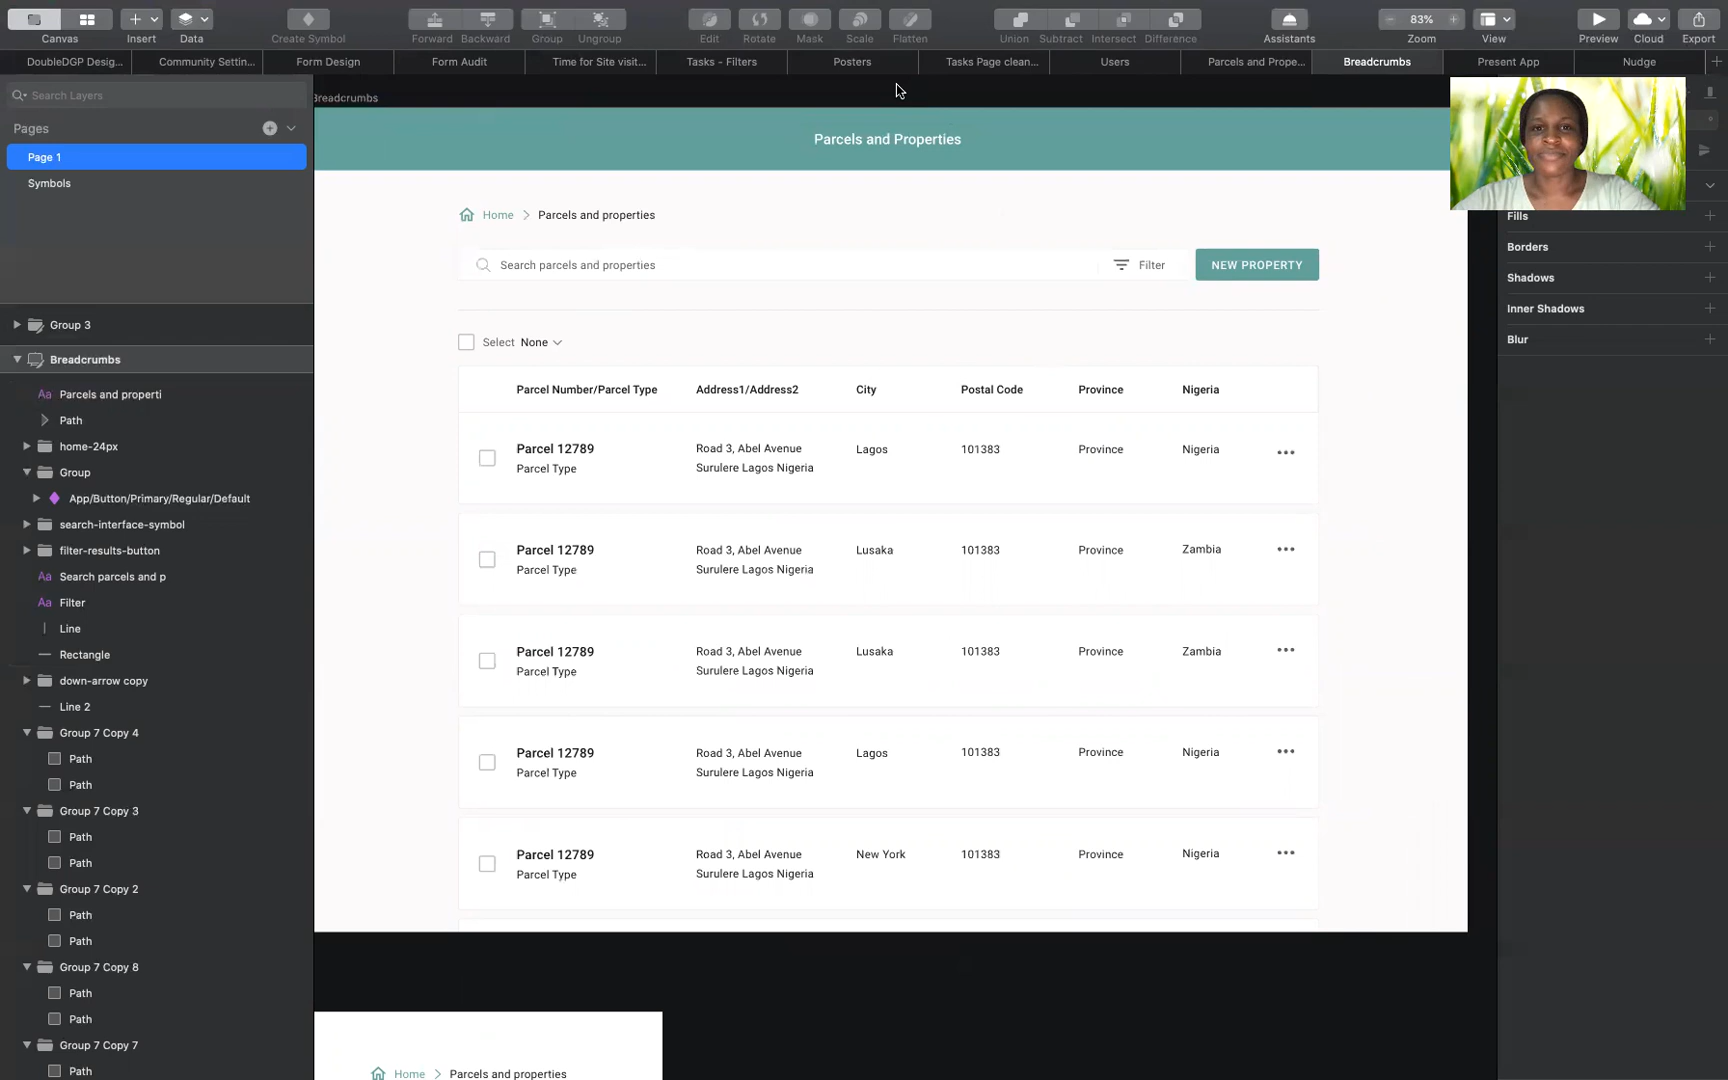 Canvas
Insert
Data
Create Symbol
Forward
Backward
Group
Ungroup
Edit
Rotate
Mask
Scale
Flatten
Union
Subtract
Intersect
Difference
Assistants
83%
Zoom
View
Preview
Cloud
Export
DoubleDGP Desig...
Community Settin...
Form Design
Form Audit
Time for Site visit...
Tasks - Filters
Posters
Tasks Page clean...
Users
Parcels and Prope...
Breadcrumbs
Present App
Nudge
Search Layers
Pages
Page 1
Symbols
Group 3
Breadcrumbs
Parcels and properti
Path
home-24px
Group
App/Button/Primary/Regular/Default
search-interface-symbol
filter-results-button
Search parcels and p
Filter
Line
Rectangle
down-arrow copy
Line 2
Group 7 Copy 4
Path
Path
Group 7 Copy 3
Path
Path
Group 7 Copy 2
Path
Path
Group 7 Copy 8
Path
Path
Group 7 Copy 7
Path
Breadcrumbs
Parcels and Properties
Home > Parcels and properties
Search parcels and properties
Filter
NEW PROPERTY
Select None
Parcel Number/Parcel Type Address1/Address2 City Postal Code Province Nigeria
Parcel 12789 Road 3, Abel Avenue Lagos 101383 Province Nigeria
Parcel Type Surulere Lagos Nigeria
Parcel 12789 Road 3, Abel Avenue Lusaka 101383 Province Zambia
Parcel Type Surulere Lagos Nigeria
Parcel 12789 Road 3, Abel Avenue Lusaka 101383 Province Zambia
Parcel Type Surulere Lagos Nigeria
Parcel 12789 Road 3, Abel Avenue Lagos 101383 Province Nigeria
Parcel Type Surulere Lagos Nigeria
Parcel 12789 Road 3, Abel Avenue New York 101383 Province Nigeria
Parcel Type Surulere Lagos Nigeria
Home > Parcels and properties
Fills
Borders
Shadows
Inner Shadows
Blur